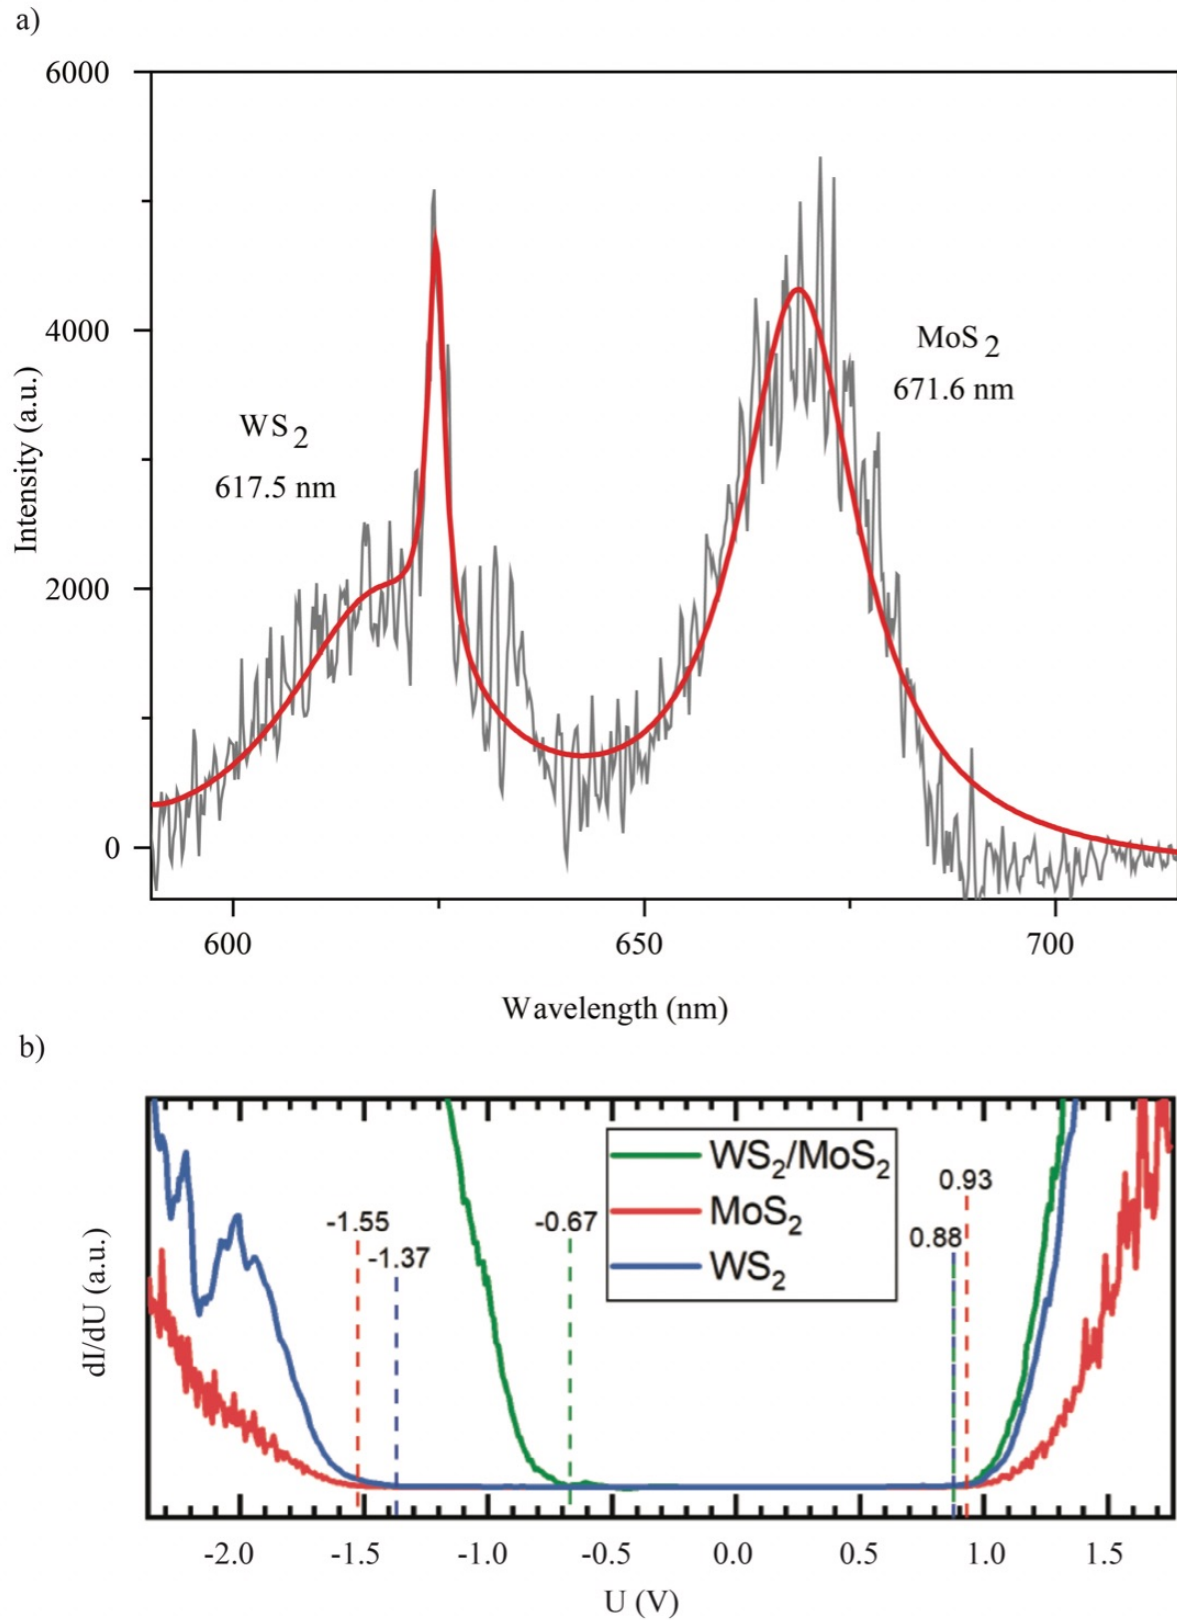 a)
6000
4000
2000
0
Intensity (a.u.)
WS2
617.5 nm
MoS2
671.6 nm
600 650 700
Wavelength (nm)
b)
dI/dU (a.u.)
-1.55
-1.37
-0.67
WS2/MoS2
MoS2
WS2
0.93
0.88
-2.0 -1.5 -1.0 -0.5 0.0 0.5 1.0 1.5
U (V)